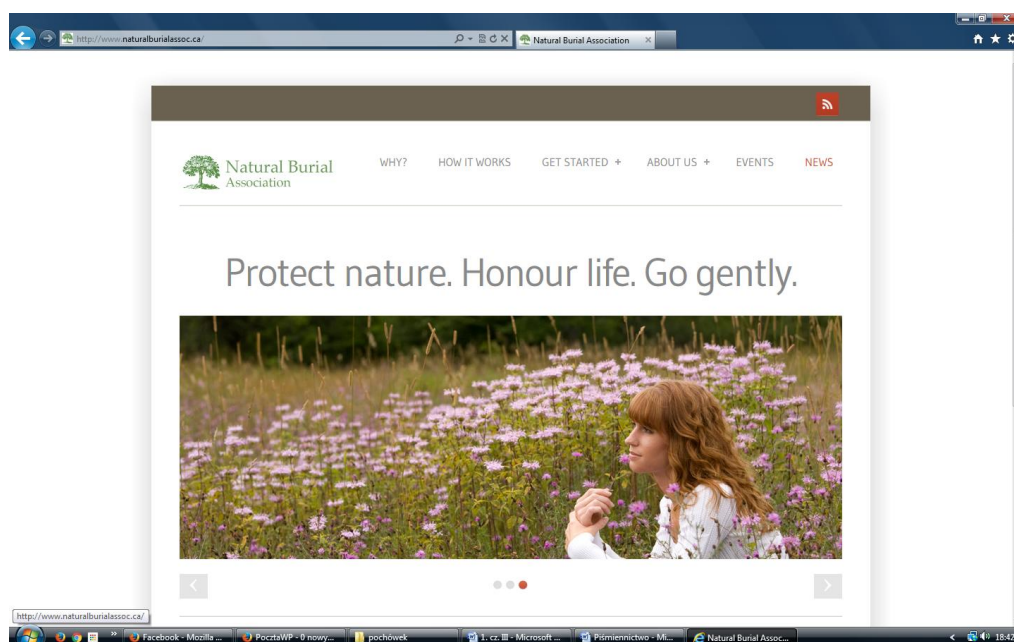 http://www.naturalburialassoc.ca/
Natural Burial Association
Natural Burial
Association
WHY?
HOW IT WORKS
GET STARTED +
ABOUT US +
EVENTS
NEWS
Protect nature. Honour life. Go gently.
http://www.naturalburialassoc.ca/
Facebook - Mozilla ...
PocztaWP - 0 nowy...
pochówek
1. cz. III - Microsoft ...
Piśmiennictwo - Mi...
Natural Burial Assoc...
18:42